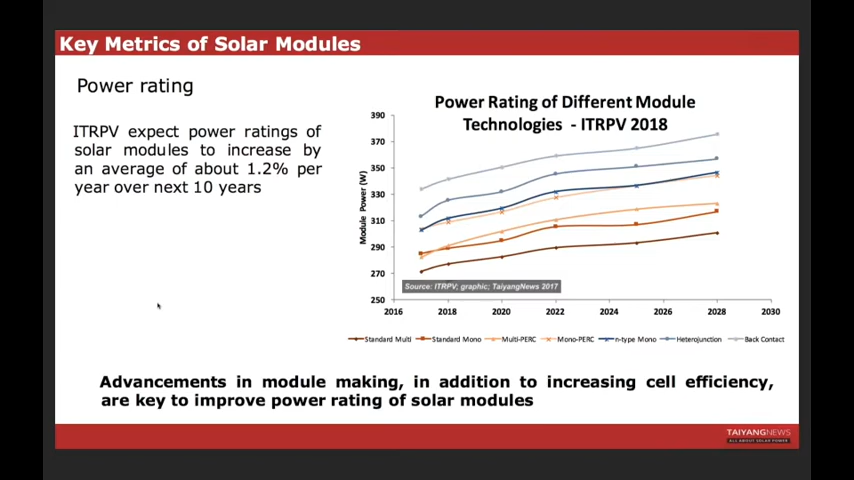 Key Metrics of Solar Modules
Power rating
ITRPV expect power ratings of
solar modules to increase by
an average of about 1.2% per
year over next 10 years
Power Rating of Different Module
Technologies - ITRPV 2018
Module Power (W)
390
370
350
330
310
290
270
250
Source: ITRPV; graphic; TaiyangNews 2017
2016 2018 2020 2022 2024 2026 2028 2030
Standard Multi Standard Mono Multi-PERC Mono-PERC n-type Mono Heterojunction Back Contact
Advancements in module making, in addition to increasing cell efficiency,
are key to improve power rating of solar modules
TAIYANGNEWS
ALL ABOUT SOLAR POWER